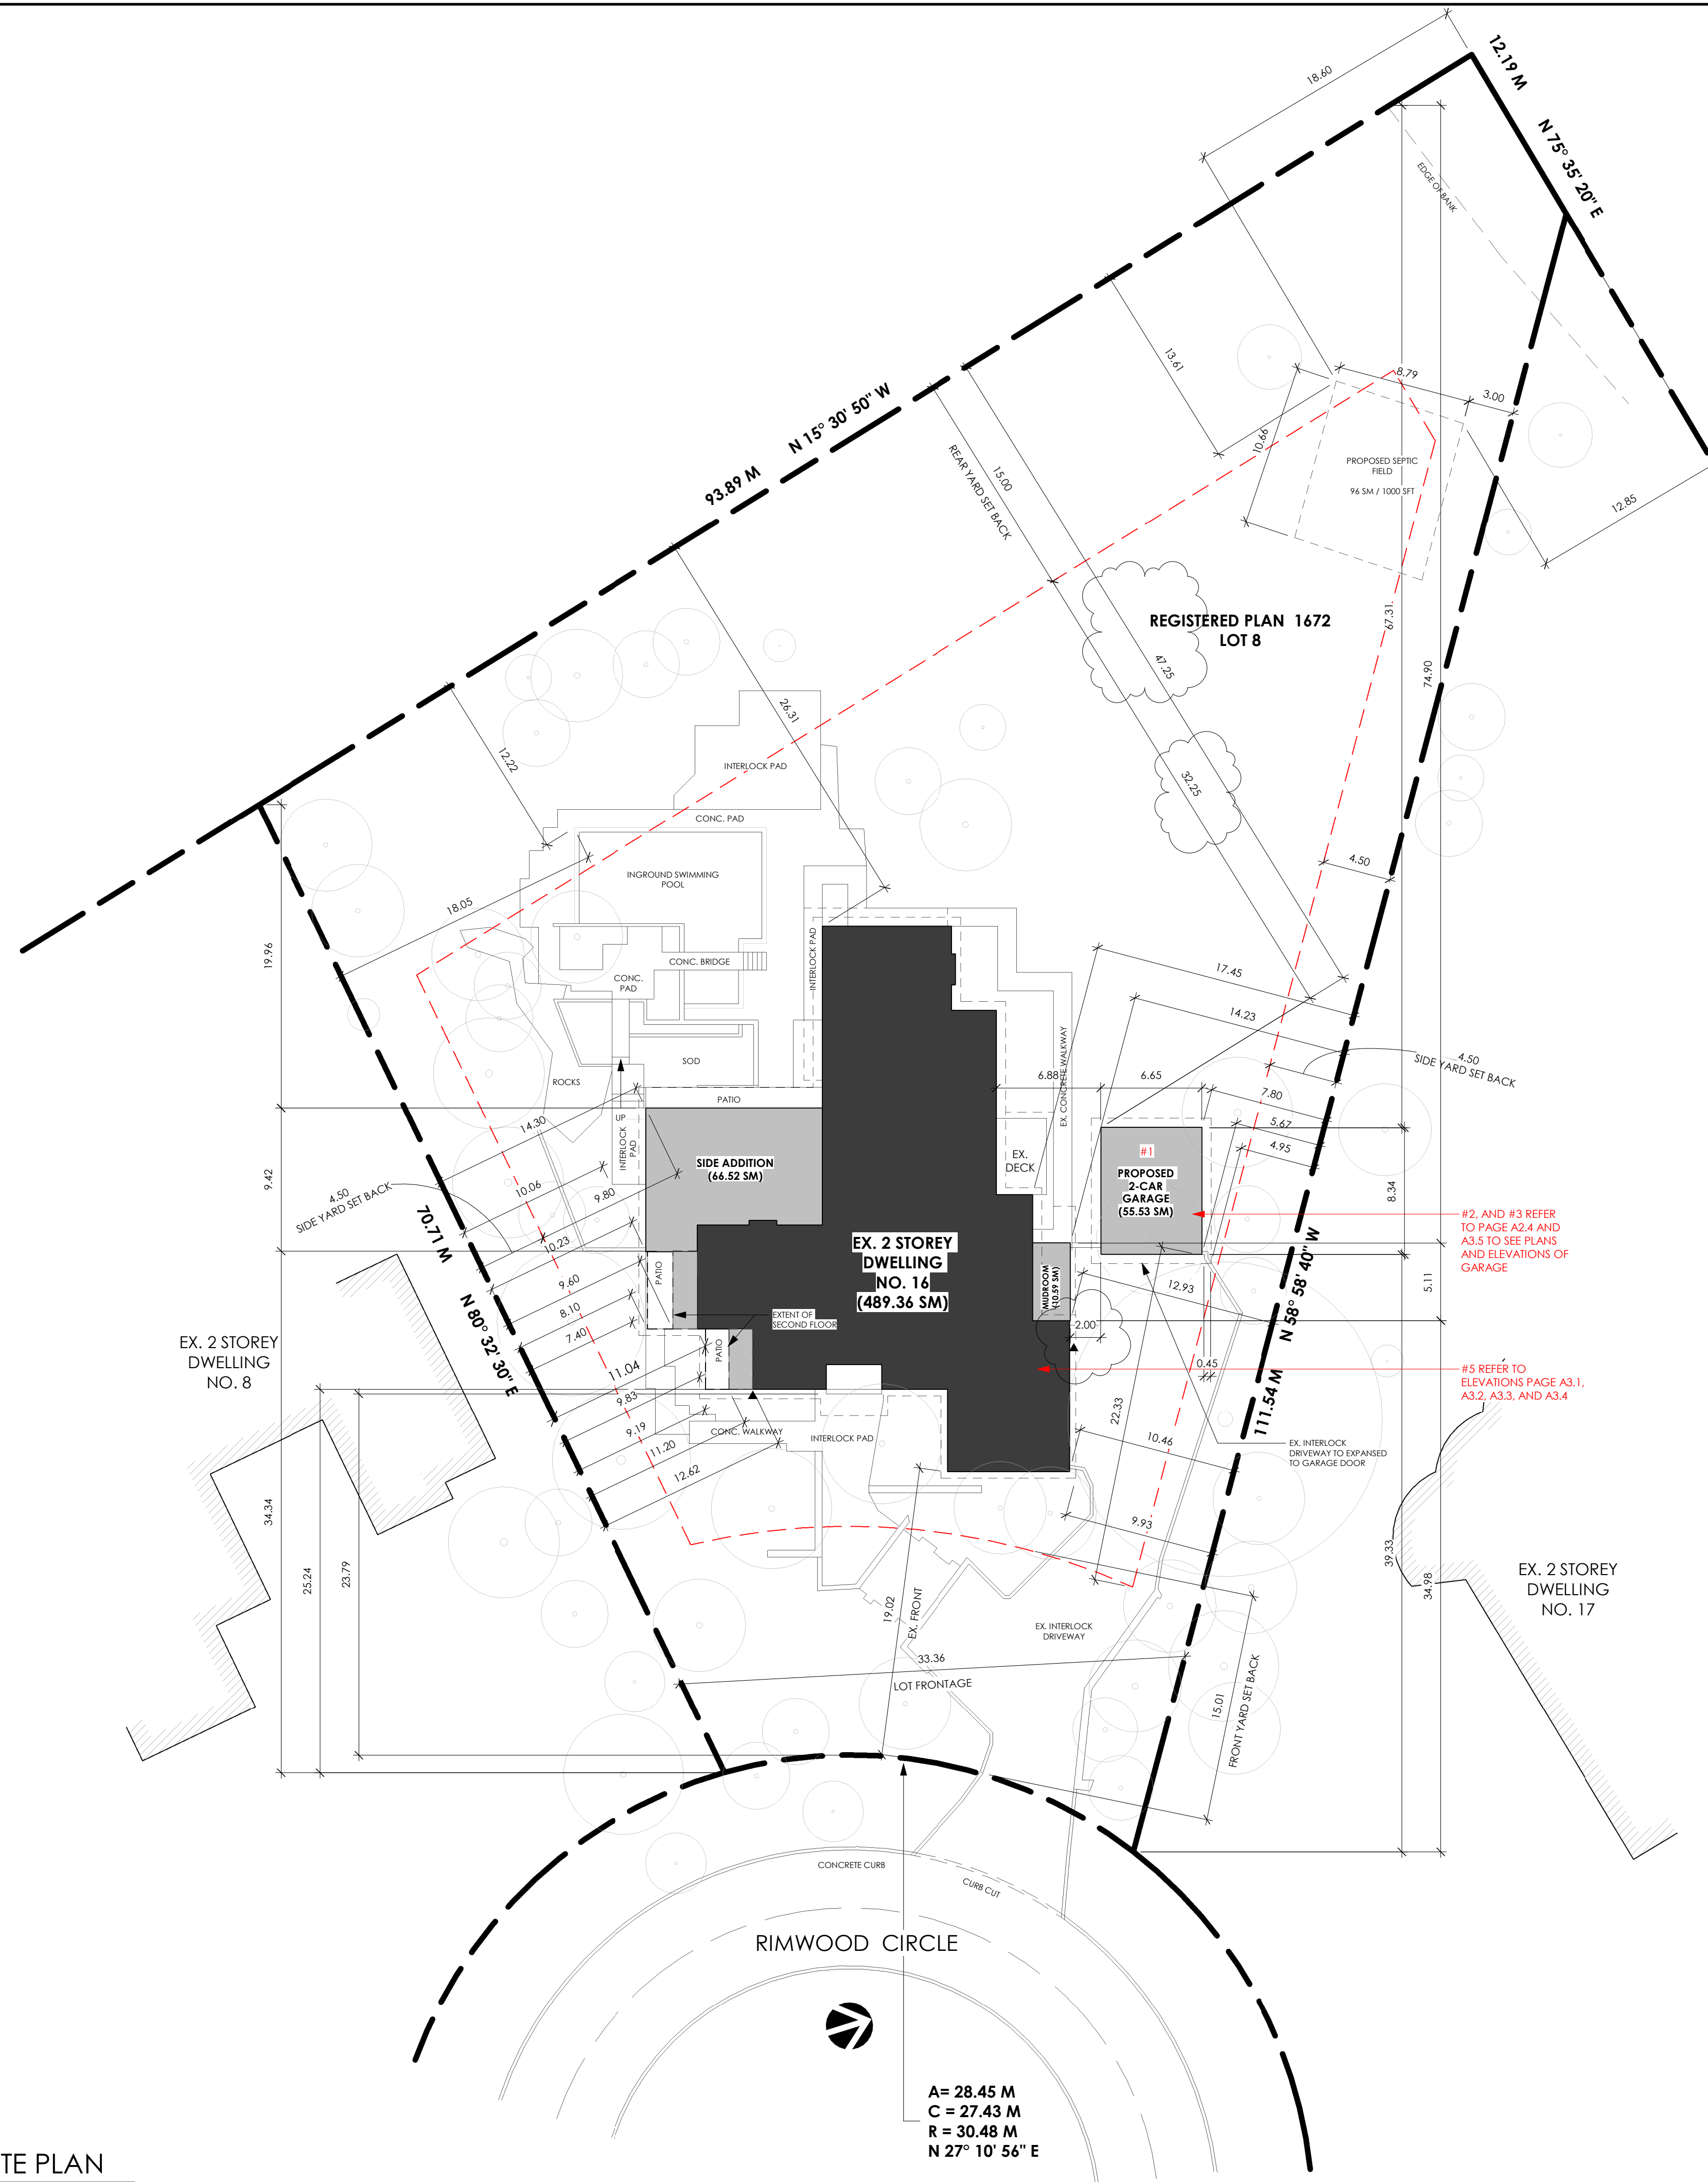 18.60
12.19 M
N 75° 35' 20" E
EDGE OF BANK
N 15° 30' 50" W
93.89 M
13.61
8.79
3.00
10.66
PROPOSED SEPTIC
FIELD
96 SM / 1000 SFT
12.85
REAR YARD SET BACK
15.00
REGISTERED PLAN 1672
LOT 8
67.31
74.90
47.25
32.25
26.31
12.22
INTERLOCK PAD
CONC. PAD
INGROUND SWIMMING
POOL
4.50
18.05
19.96
INTERLOCK PAD
CONC. BRIDGE
CONC.
PAD
17.45
14.23
SOD
ROCKS
EX. CONCRETE WALKWAY
4.50
SIDE YARD SET BACK
6.88
6.65
7.80
PATIO
UP
INTERLOCK
PAD
14.30
5.67
4.95
EX.
DECK
#1
PROPOSED
2-CAR
GARAGE
(55.53 SM)
SIDE ADDITION
(66.52 SM)
9.42
10.06
9.80
4.50
SIDE YARD SET BACK
8.34
#2, AND #3 REFER
TO PAGE A2.4 AND
A3.5 TO SEE PLANS
AND ELEVATIONS OF
GARAGE
70.71 M
10.23
EX. 2 STOREY
DWELLING
NO. 16
(489.36 SM)
N 58° 58' 40" W
PATIO
9.60
MUDROOM
(10.59 SM)
12.93
5.11
N 80° 32' 30" E
8.10
EXTENT OF
SECOND FLOOR
7.40
2.00
EX. 2 STOREY
DWELLING
NO. 8
PATIO
11.04
0.45
#5 REFER TO
ELEVATIONS PAGE A3.1,
A3.2, A3.3, AND A3.4
9.83
22.33
111.54 M
9.19
CONC. WALKWAY
INTERLOCK PAD
10.46
11.20
EX. INTERLOCK
DRIVEWAY TO EXPANSED
TO GARAGE DOOR
12.62
34.34
9.93
39.33
25.24
23.79
34.98
EX. 2 STOREY
DWELLING
NO. 17
19.02
EX. FRONT
EX. INTERLOCK
DRIVEWAY
33.36
LOT FRONTAGE
15.01
FRONT YARD SET BACK
CONCRETE CURB
CURB CUT
RIMWOOD CIRCLE
A= 28.45 M
C = 27.43 M
R = 30.48 M
N 27° 10' 56" E
TE PLAN